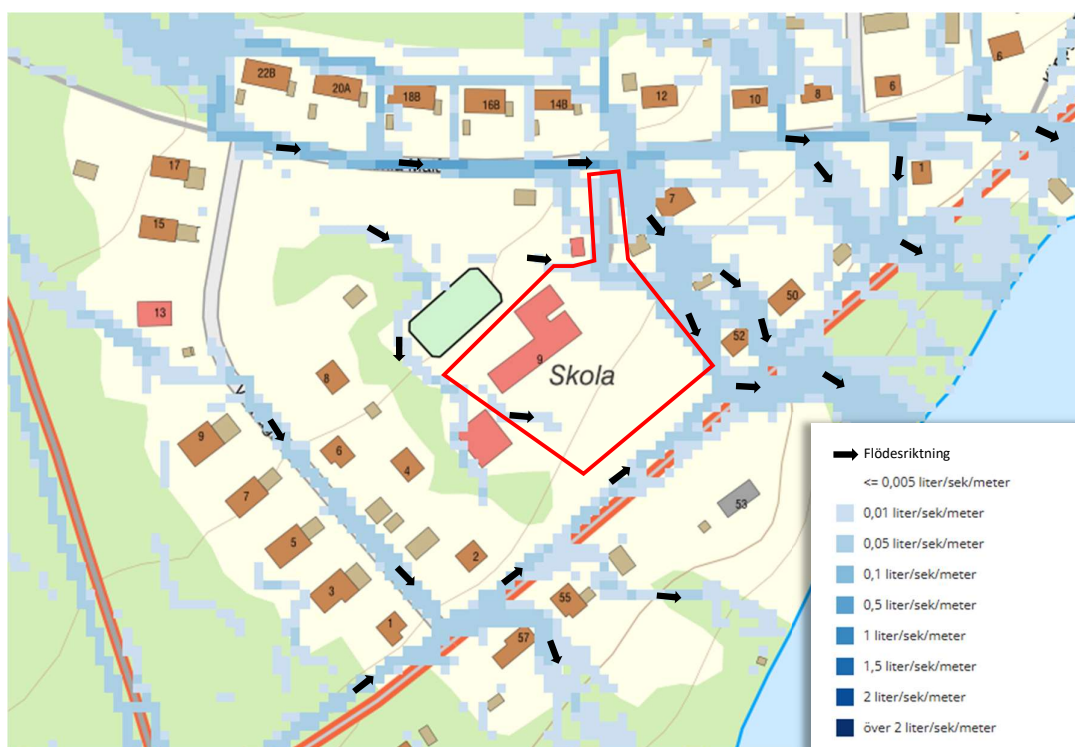 6
22B
20A
18B
16B
14B
12
10
8
6
17
1
7
15
13
50
52
9
Skola
8
9
6
4
7
53
5
2
3
55
1
57
Flödesriktning
<= 0,005 liter/sek/meter
0,01 liter/sek/meter
0,05 liter/sek/meter
0,1 liter/sek/meter
0,5 liter/sek/meter
1 liter/sek/meter
1,5 liter/sek/meter
2 liter/sek/meter
över 2 liter/sek/meter